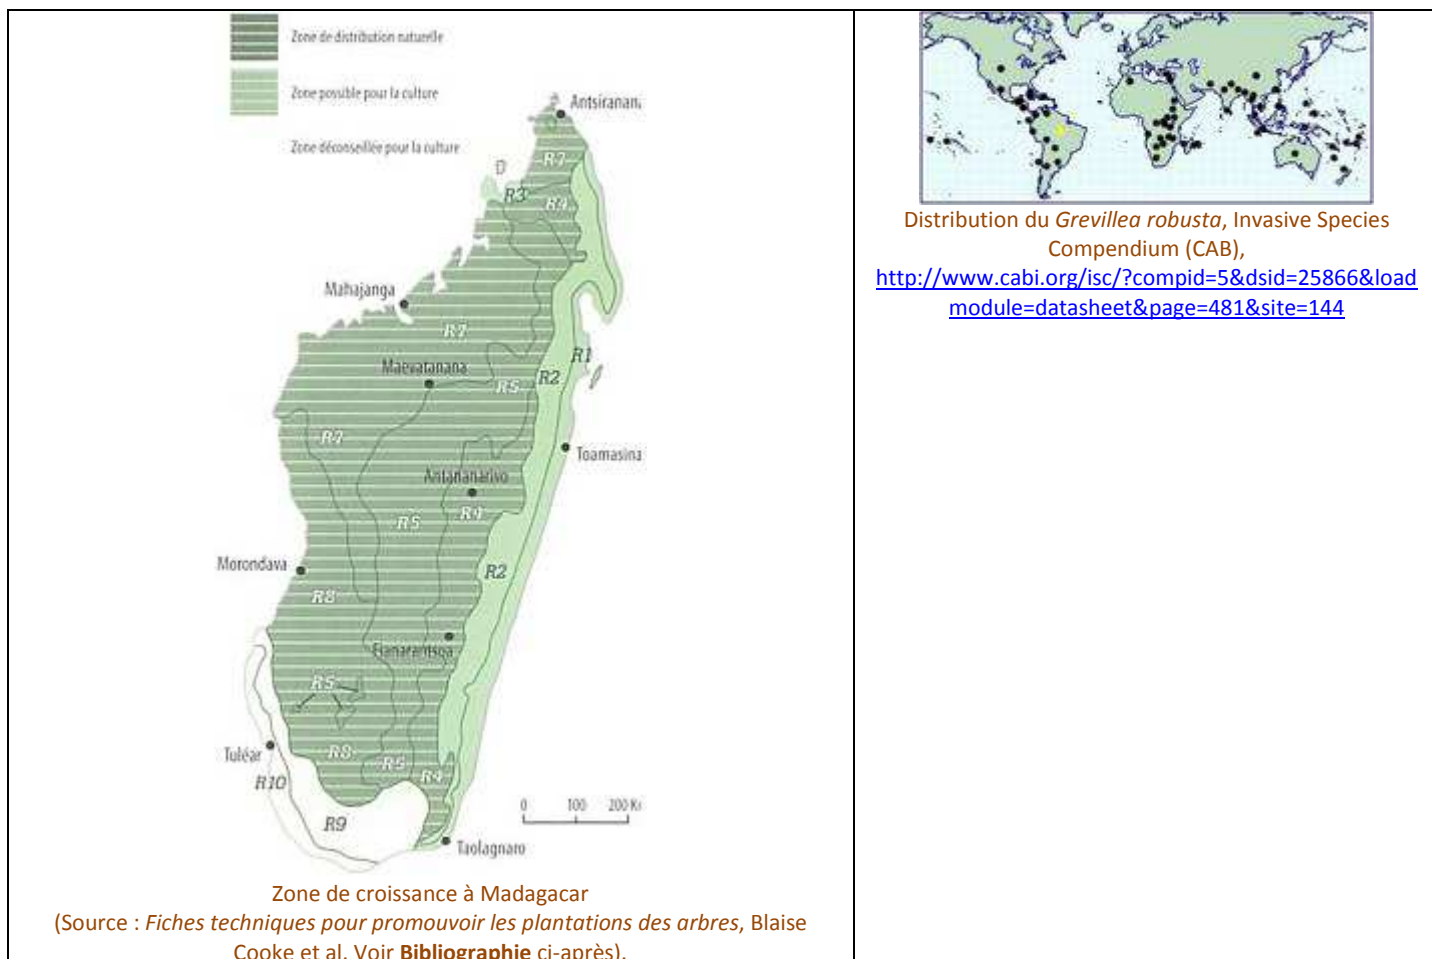 Zone de distribution naturelle
Zone possible pour la culture
Zone déconseillée pour la culture
Antsiranan
R7
R3
R4
Mahajanga
R7
R1
Maevatanana
R5
R2
R7
Toamasina
Antananarivo
R4
R5
Morondava
R2
R8
Fianarantsoa
R5
Tuléar
R8
R5
R4
R10
0 100 200 K
R9
Taolagnaro
Zone de croissance à Madagacar
(Source : Fiches techniques pour promouvoir les plantations des arbres, Blaise
Cooke et al. Voir Bibliographie ci-après).
Distribution du Grevillea robusta, Invasive Species
Compendium (CAB),
http://www.cabi.org/isc/?compid=5&dsid=25866&load
module=datasheet&page=481&site=144